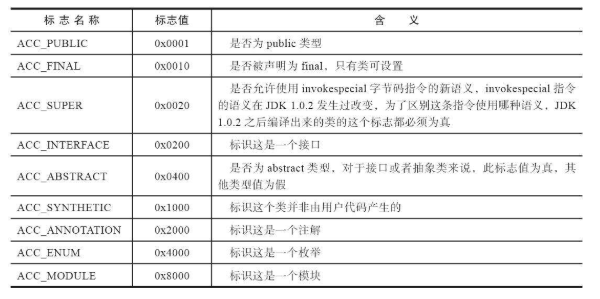 标志名称 标志值 含 义
ACC_PUBLIC 0x0001 是否为 public 类型
ACC_FINAL 0x0010 是否被声明为 final，只有类可设置
是否允许使用 invokespecial 字节码指令的新语义，invokespecial 指令
ACC_SUPER 0x0020 的语义在 JDK 1.0.2 发生过改变，为了区别这条指令使用哪种语义，JDK
1.0.2 之后编译出来的类的这个标志都必须为真
ACC_INTERFACE 0x0200 标识这是一个接口
ACC_ABSTRACT 0x0400 是否为 abstract 类型，对于接口或者抽象类来说，此标志值为真，其
他类型值为假
ACC_SYNTHETIC 0x1000 标识这个类并非由用户代码产生的
ACC_ANNOTATION 0x2000 标识这是一个注解
ACC_ENUM 0x4000 标识这是一个枚举
ACC_MODULE 0x8000 标识这是一个模块